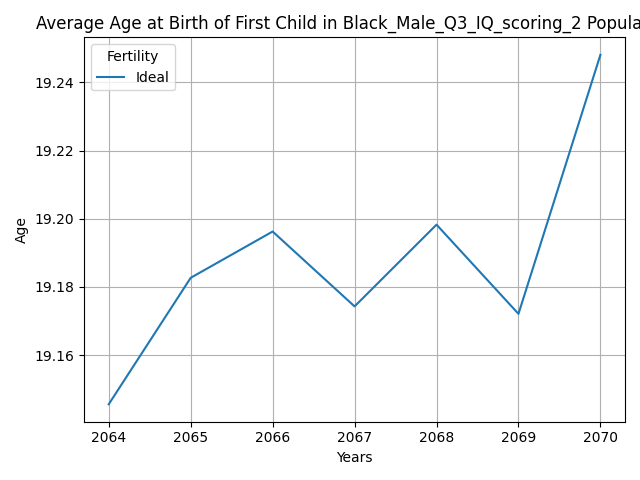 Average Age at Birth of First Child in Black_Male_Q3_IQ_scoring_2 Popula
Fertility
Ideal
19.24
19.22
19.20
19.18
19.16
Age
2064 2065 2066 2067 2068 2069 2070
Years